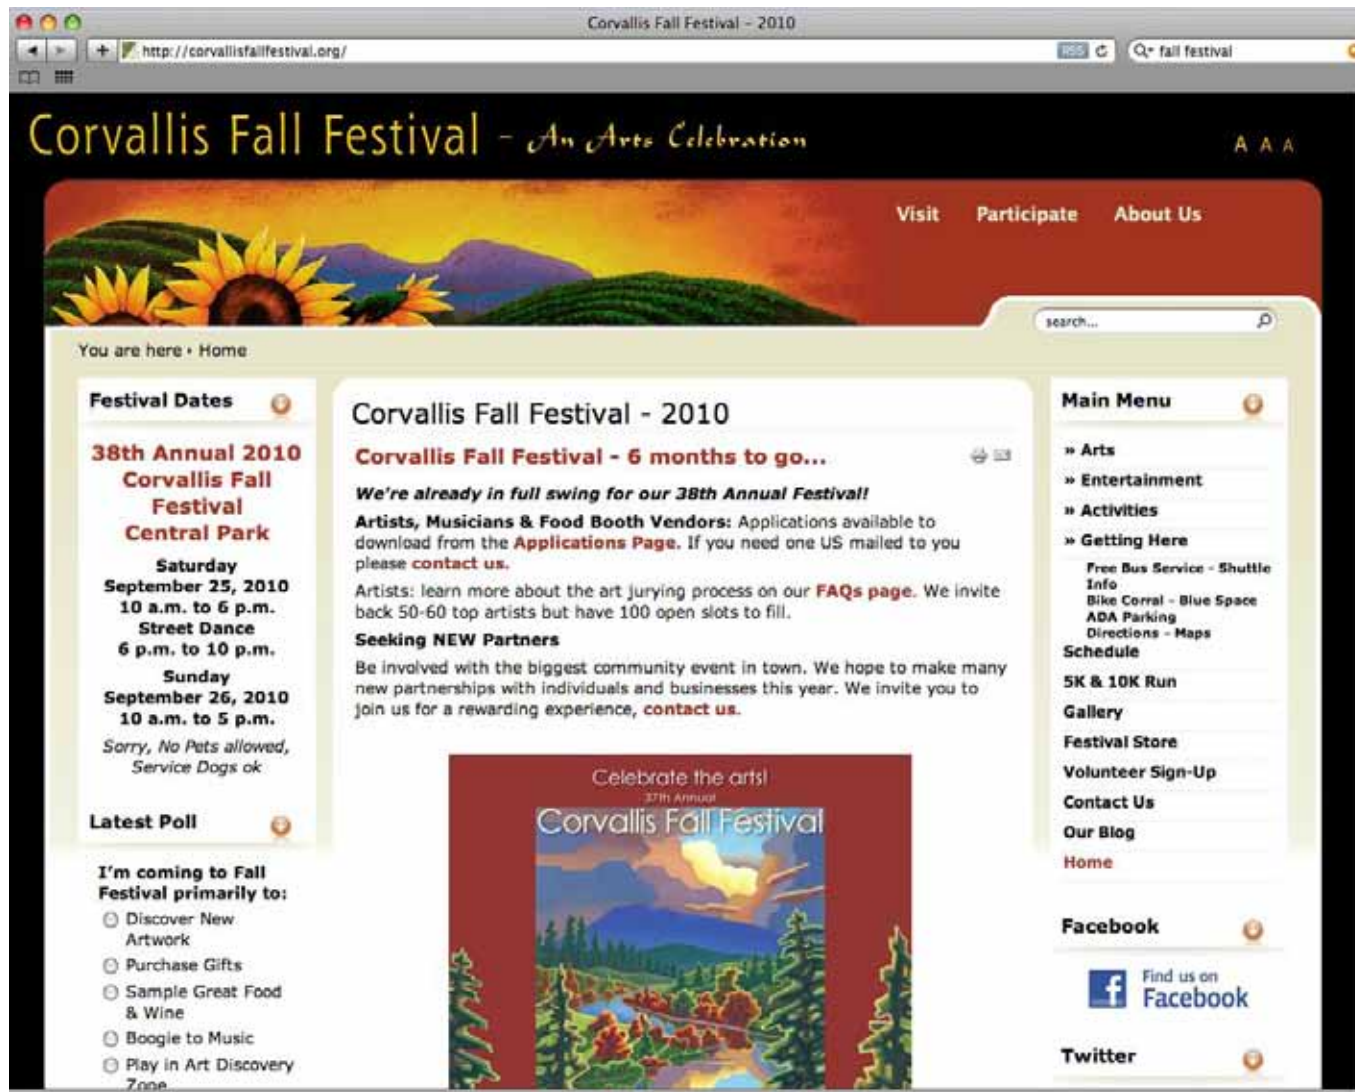 Corvallis Fall Festival - 2010
http://corvallisfallfestival.org/
RSS
fall festival
Corvallis Fall Festival - An Arts Celebration
A A A
Visit Participate About Us
search...
You are here • Home
Festival Dates
38th Annual 2010
Corvallis Fall
Festival
Central Park
Saturday
September 25, 2010
10 a.m. to 6 p.m.
Street Dance
6 p.m. to 10 p.m.
Sunday
September 26, 2010
10 a.m. to 5 p.m.
Sorry, No Pets allowed,
Service Dogs ok
Latest Poll
I'm coming to Fall
Festival primarily to:
Discover New
Artwork
Purchase Gifts
Sample Great Food
& Wine
Boogie to Music
Play in Art Discovery
Zone
Corvallis Fall Festival - 2010
Corvallis Fall Festival - 6 months to go...
We're already in full swing for our 38th Annual Festival!
Artists, Musicians & Food Booth Vendors: Applications available to
download from the Applications Page. If you need one US mailed to you
please contact us.
Artists: learn more about the art jurying process on our FAQs page. We invite
back 50-60 top artists but have 100 open slots to fill.
Seeking NEW Partners
Be involved with the biggest community event in town. We hope to make many
new partnerships with individuals and businesses this year. We invite you to
join us for a rewarding experience, contact us.
Celebrate the arts!
37th Annual
Corvallis Fall Festival
Main Menu
» Arts
» Entertainment
» Activities
» Getting Here
Free Bus Service - Shuttle
Info
Bike Corral - Blue Space
ADA Parking
Directions - Maps
Schedule
5K & 10K Run
Gallery
Festival Store
Volunteer Sign-Up
Contact Us
Our Blog
Home
Facebook
Find us on
Facebook
Twitter